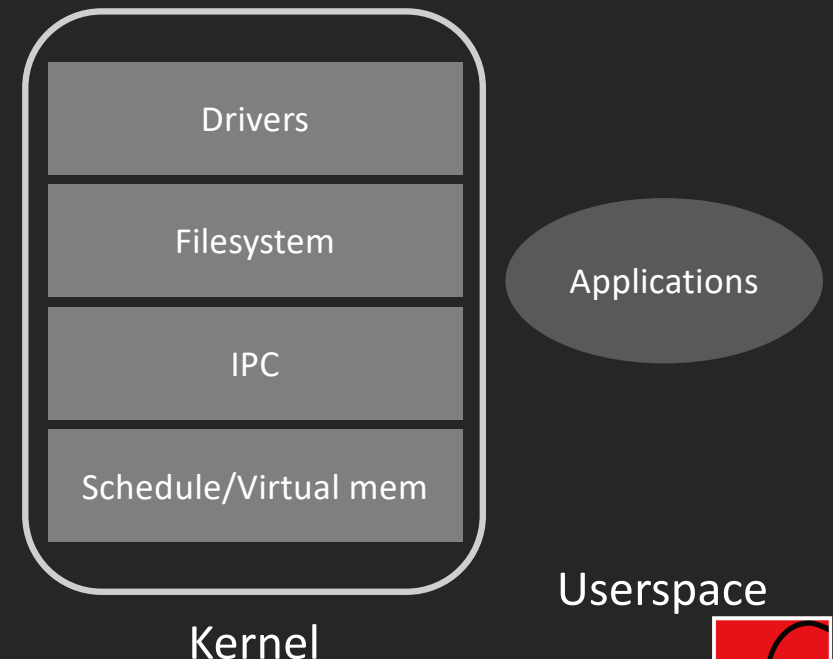 Drivers
Filesystem
Applications
IPC
Schedule/Virtual mem
Userspace
Kernel